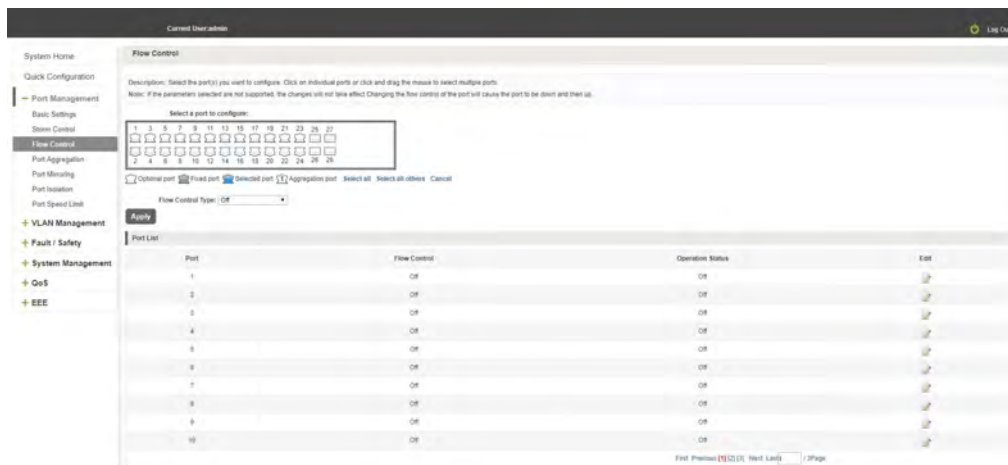 Current User:admin
Log Ou
System Home
Quick Configuration
Port Management
Basic Settings
Storm Control
Flow Control
Port Aggregation
Port Mirroring
Port Isolation
Port Speed Limit
VLAN Management
Fault / Safety
System Management
QoS
EEE
Flow Control
Description: Select the port(s) you want to configure. Click on individual ports or click and drag the mouse to select multiple ports.
Note: If the parameters selected are not supported, the changes will not take effect Changing the flow control of the port will cause the port to be down and then up.
Select a port to configure:
1 3 5 7 9 11 13 15 17 19 21 23 25 27
2 4 6 8 10 12 14 16 18 20 22 24 26 28
Optional port Fixed port Selected port Aggregation port Select all Select all others Cancel
Flow Control Type: Off
Apply
Port List
Port Flow Control Operation Status Edit
1 Off Off
2 Off Off
3 Off Off
4 Off Off
5 Off Off
6 Off Off
7 Off Off
8 Off Off
9 Off Off
10 Off Off
First Previous [1] [2] [3] Next Last / 3Page